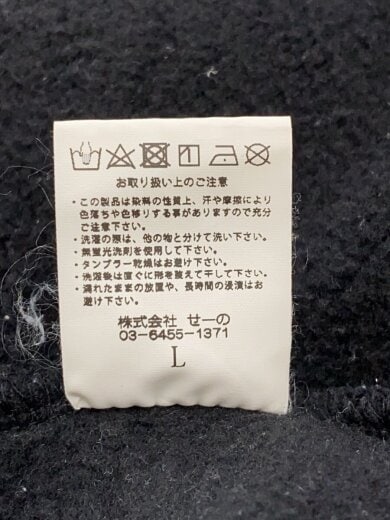 お取り扱い上のご注意
・この製品は染料の性質上、汗や摩擦により
色落ちや色移りする事がありますので充分
ご注意下さい。
・洗濯の際は、他の物と分けて洗い下さい。
・無蛍光洗剤を使用して下さい。
・タンブラー乾燥はお避け下さい。
・洗濯後は直ぐに形を整えて干して下さい。
・濡れたままの放置や、長時間の浸漬はお
避け下さい。
株式会社 せーの
03-6455-1371
L